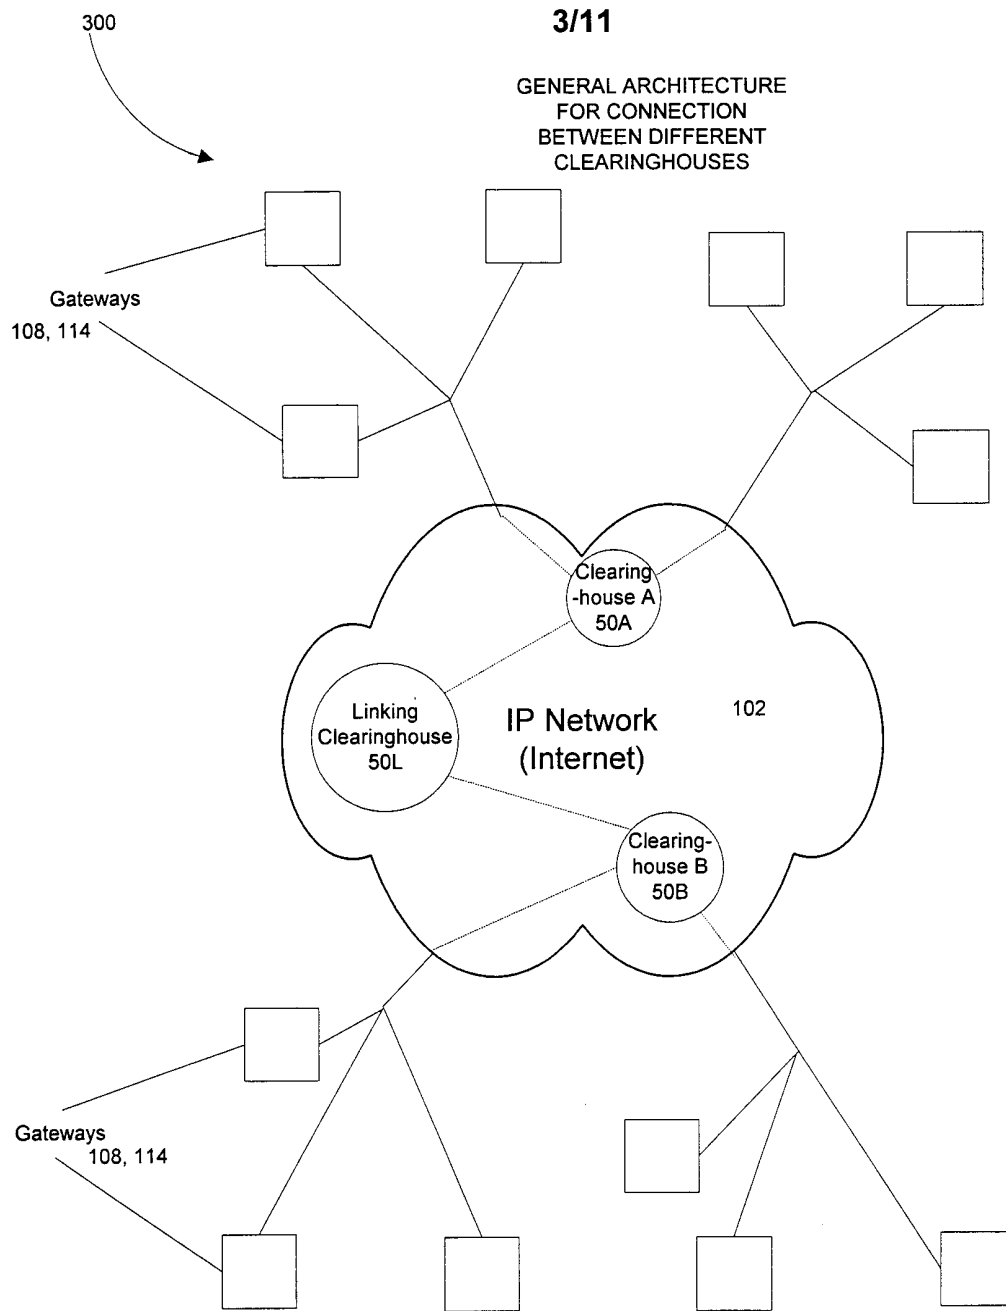 3/11
300
GENERAL ARCHITECTURE
FOR CONNECTION
BETWEEN DIFFERENT
CLEARINGHOUSES
Gateways
108, 114
Clearing
-house A
50A
Linking
Clearinghouse
50L
IP Network
(Internet)
102
Clearing-
house B
50B
Gateways
108, 114